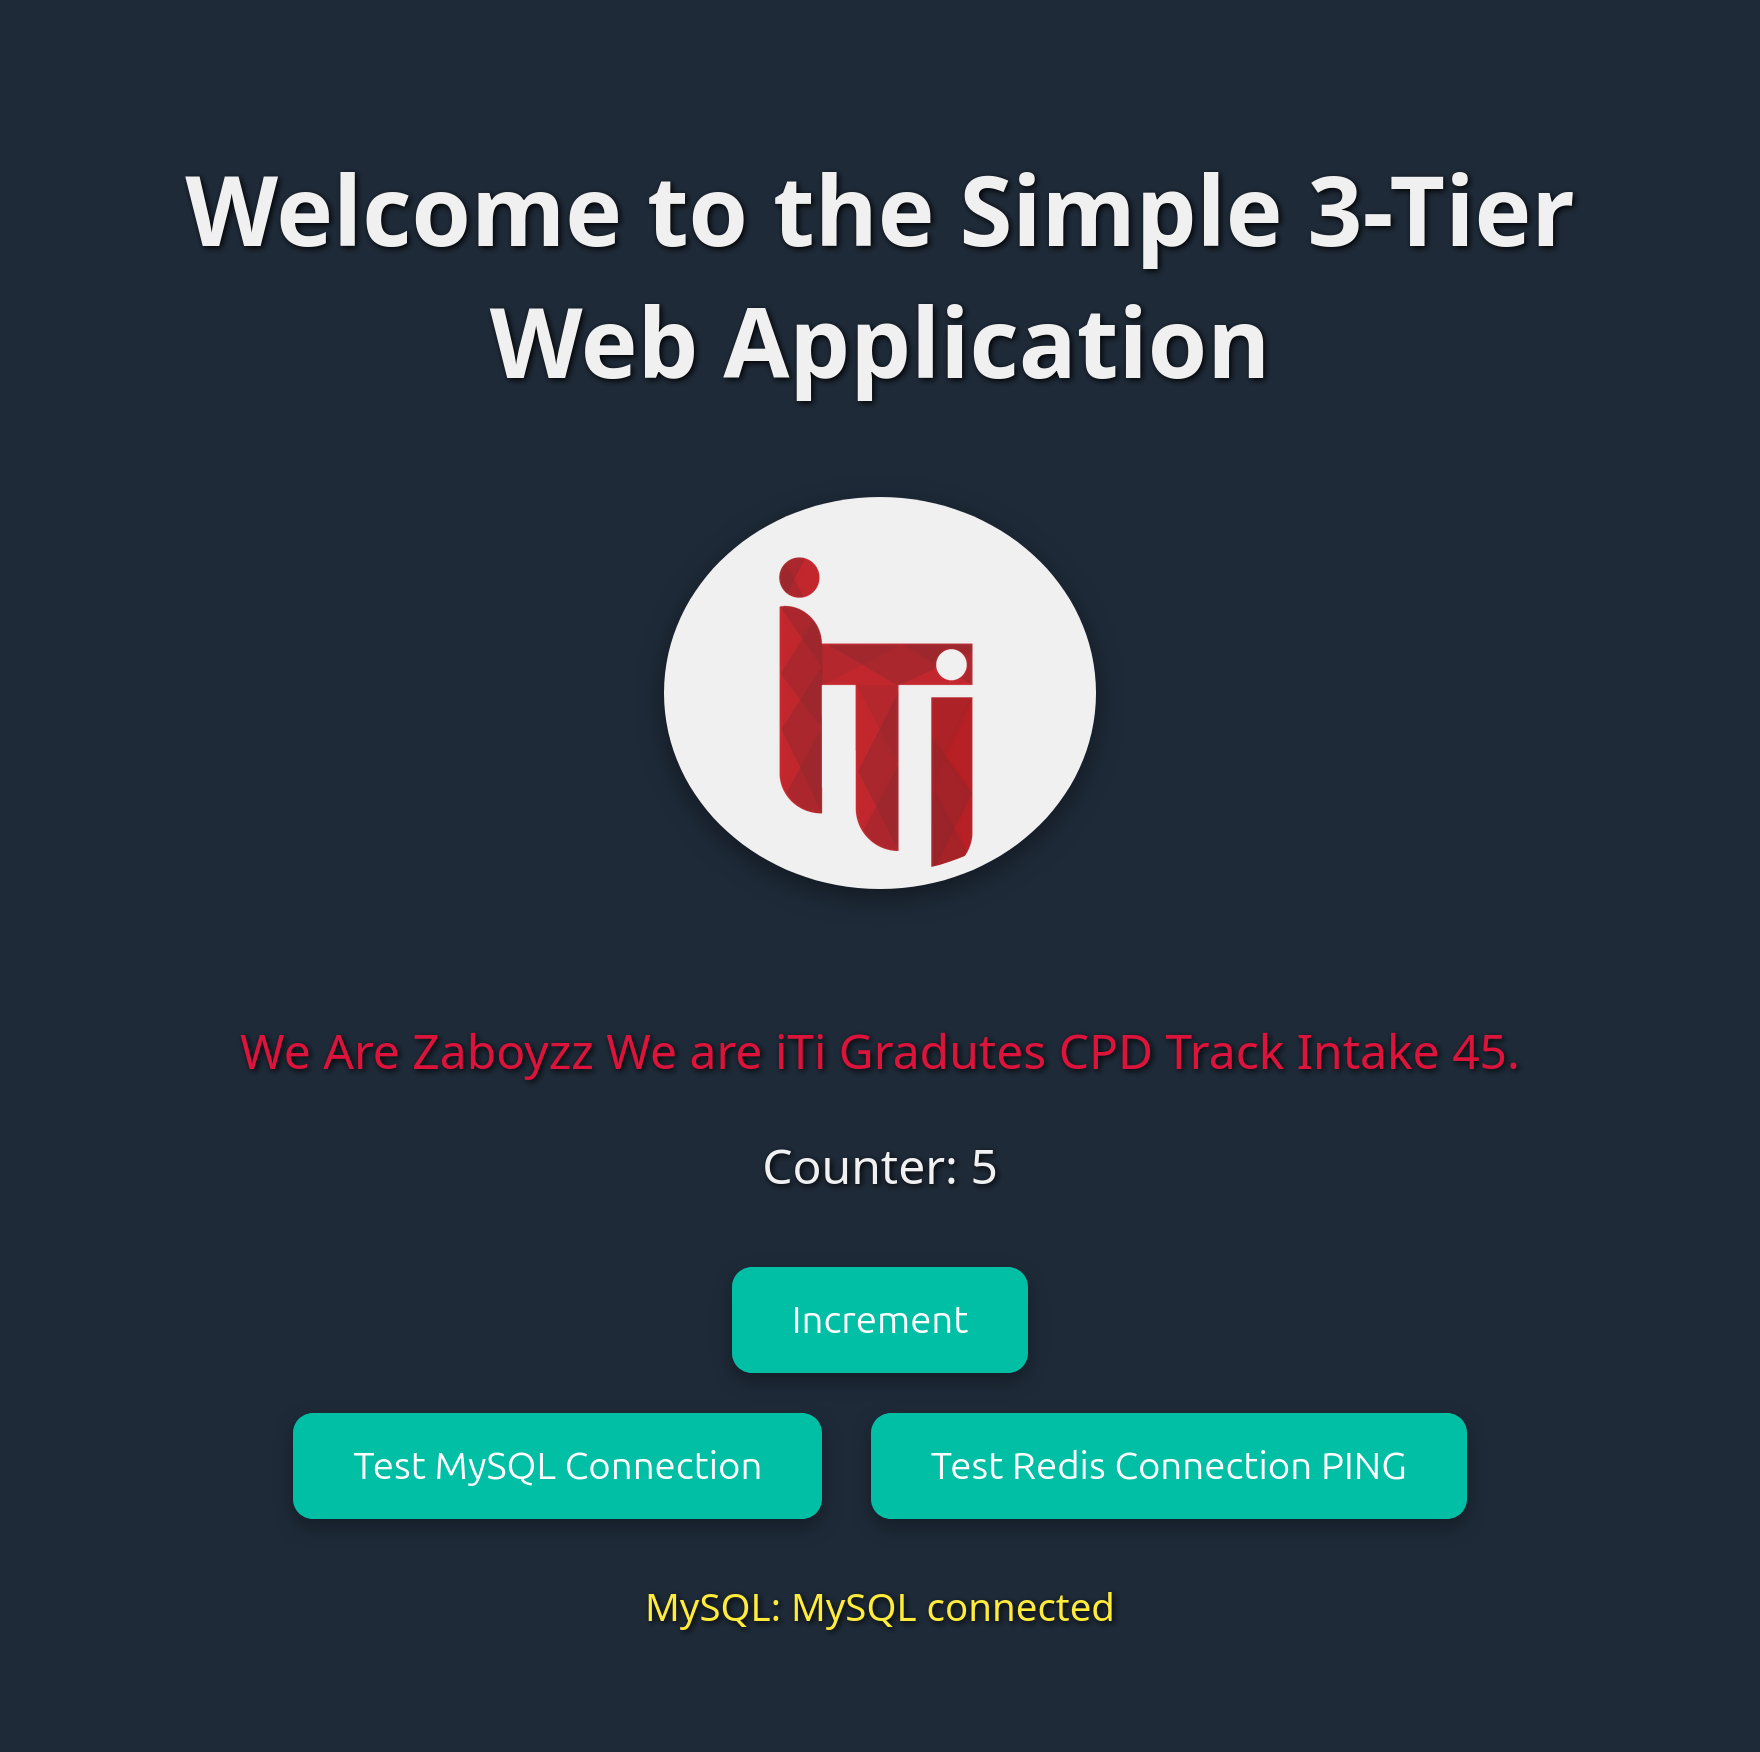 Welcome to the Simple 3-Tier
Web Application
iTi
We Are Zaboyzz We are iTi Gradutes CPD Track Intake 45.
Counter: 5
Increment
Test MySQL Connection
Test Redis Connection PING
MySQL: MySQL connected